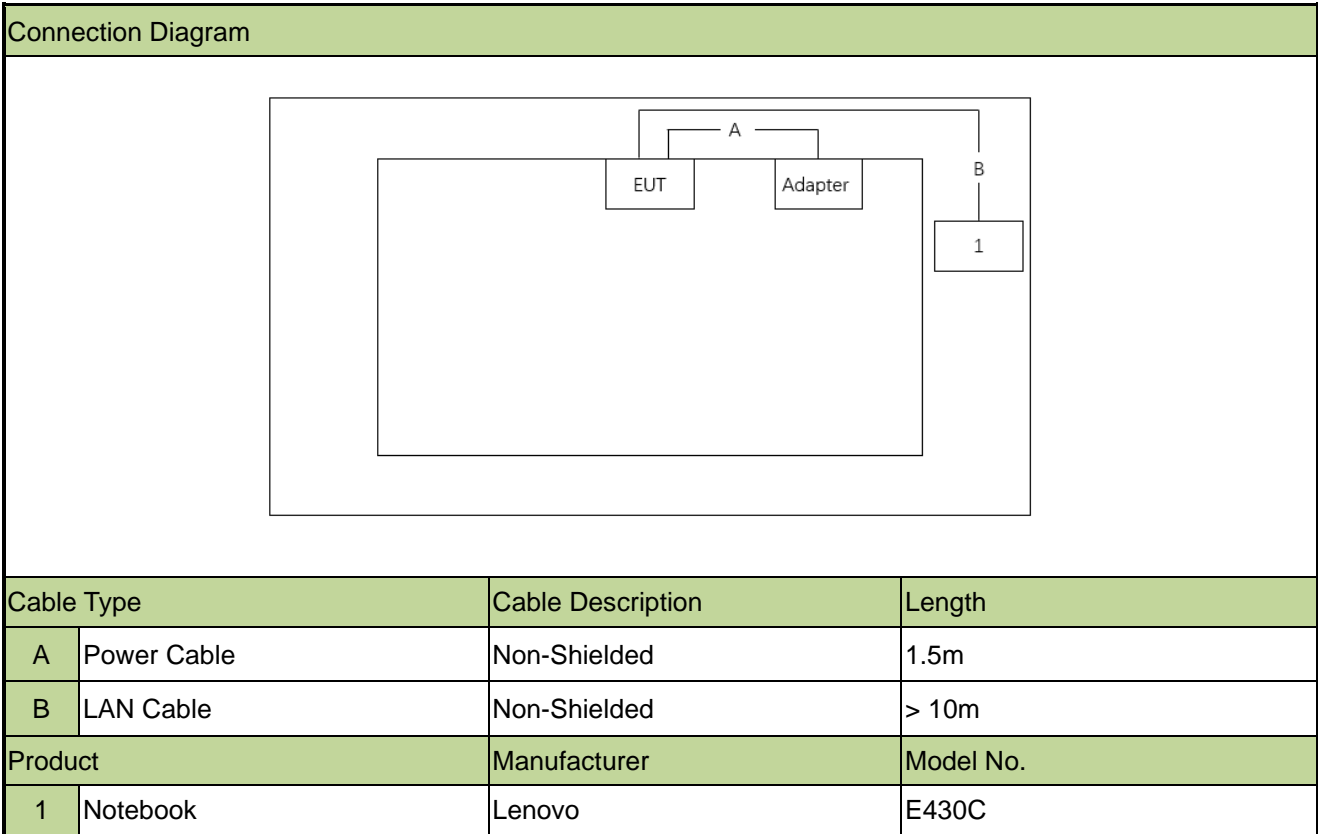 Connection Diagram
A
B
EUT
Adapter
1
Cable Type Cable Description Length
A Power Cable Non-Shielded 1.5m
B LAN Cable Non-Shielded > 10m
Product Manufacturer Model No.
1 Notebook Lenovo E430C